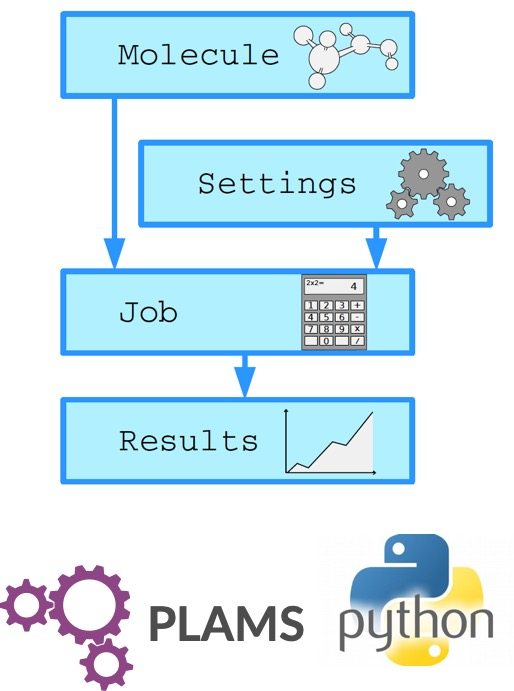 Molecule
Settings
Job
2x2=
4
1 2 3 +
4 5 6 -
7 8 9 x
0 /
Results
PLAMS
python